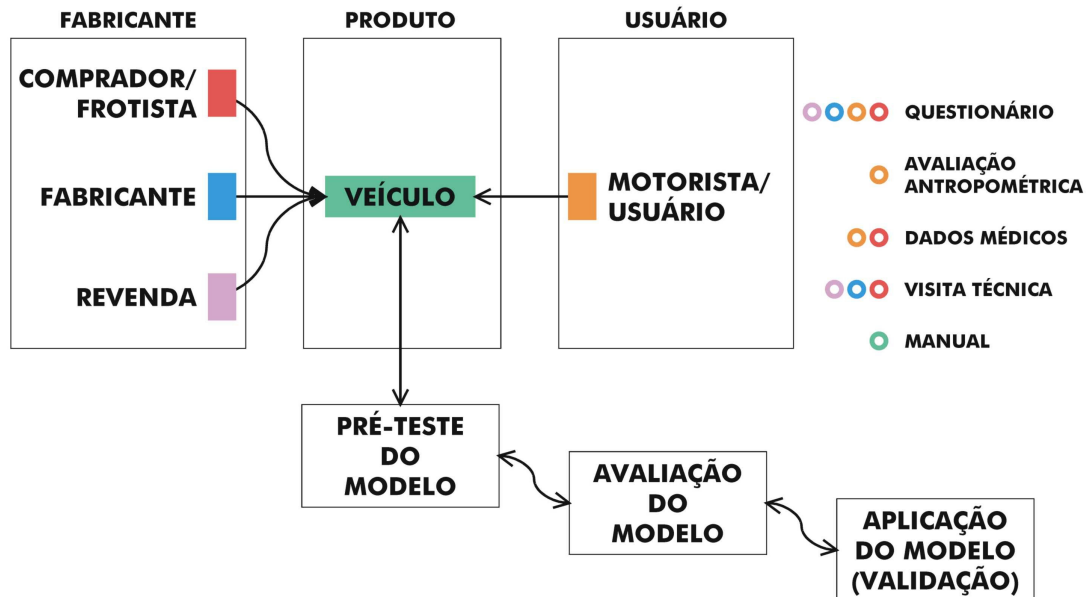 FABRICANTE
PRODUTO
USUÁRIO
COMPRADOR/
FROTISTA
FABRICANTE
REVENDA
VEÍCULO
MOTORISTA/
USUÁRIO
QUESTIONÁRIO
AVALIAÇÃO
ANTROPOMÉTRICA
DADOS MÉDICOS
VISITA TÉCNICA
MANUAL
PRÉ-TESTE
DO
MODELO
AVALIAÇÃO
DO
MODELO
APLICAÇÃO
DO MODELO
(VALIDAÇÃO)